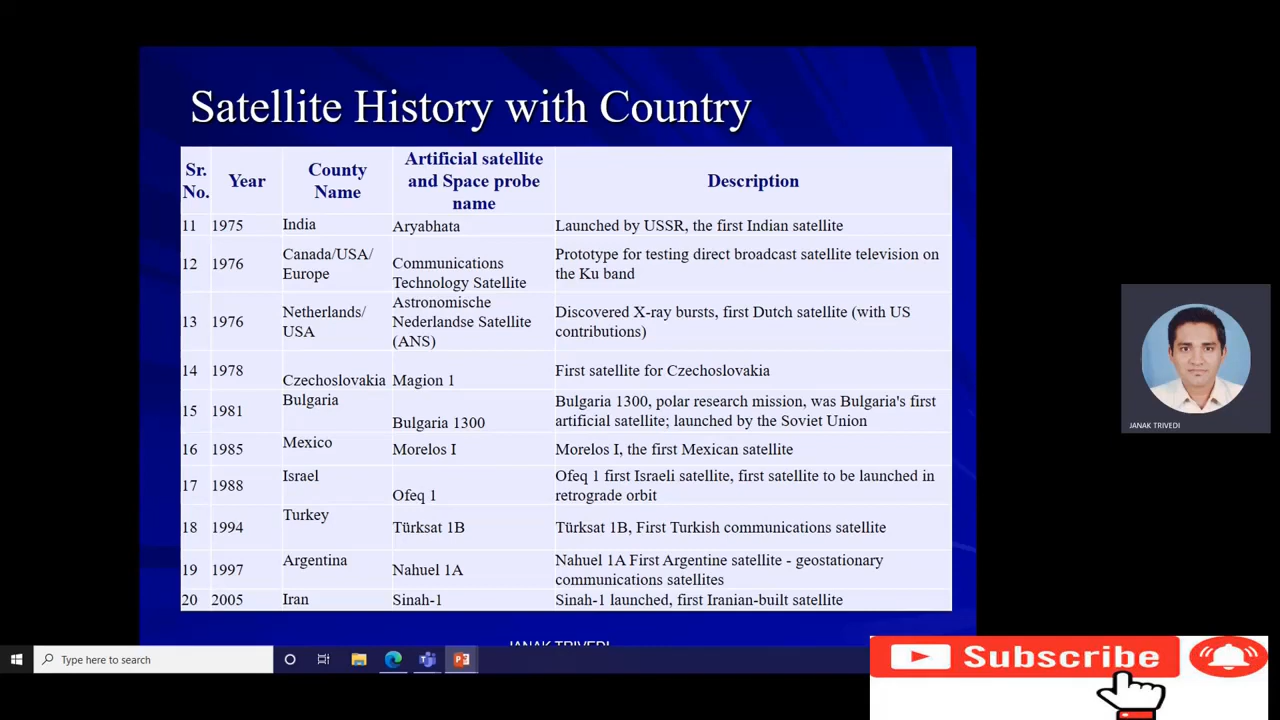 Satellite History with Country
Sr. No. Year County Name Artificial satellite and Space probe name Description
11 1975 India Aryabhata Launched by USSR, the first Indian satellite
12 1976 Canada/USA/ Europe Communications Technology Satellite Prototype for testing direct broadcast satellite television on the Ku band
13 1976 Netherlands/ USA Astronomische Nederlandse Satellite (ANS) Discovered X-ray bursts, first Dutch satellite (with US contributions)
14 1978 Czechoslovakia Magion 1 First satellite for Czechoslovakia
15 1981 Bulgaria Bulgaria 1300 Bulgaria 1300, polar research mission, was Bulgaria's first artificial satellite; launched by the Soviet Union
16 1985 Mexico Morelos I Morelos I, the first Mexican satellite
17 1988 Israel Ofeq 1 Ofeq 1 first Israeli satellite, first satellite to be launched in retrograde orbit
18 1994 Turkey Türksat 1B Türksat 1B, First Turkish communications satellite
19 1997 Argentina Nahuel 1A Nahuel 1A First Argentine satellite - geostationary communications satellites
20 2005 Iran Sinah-1 Sinah-1 launched, first Iranian-built satellite
JANAK TRIVEDI
JANAK TRIVEDI
Type here to search
Subscribe